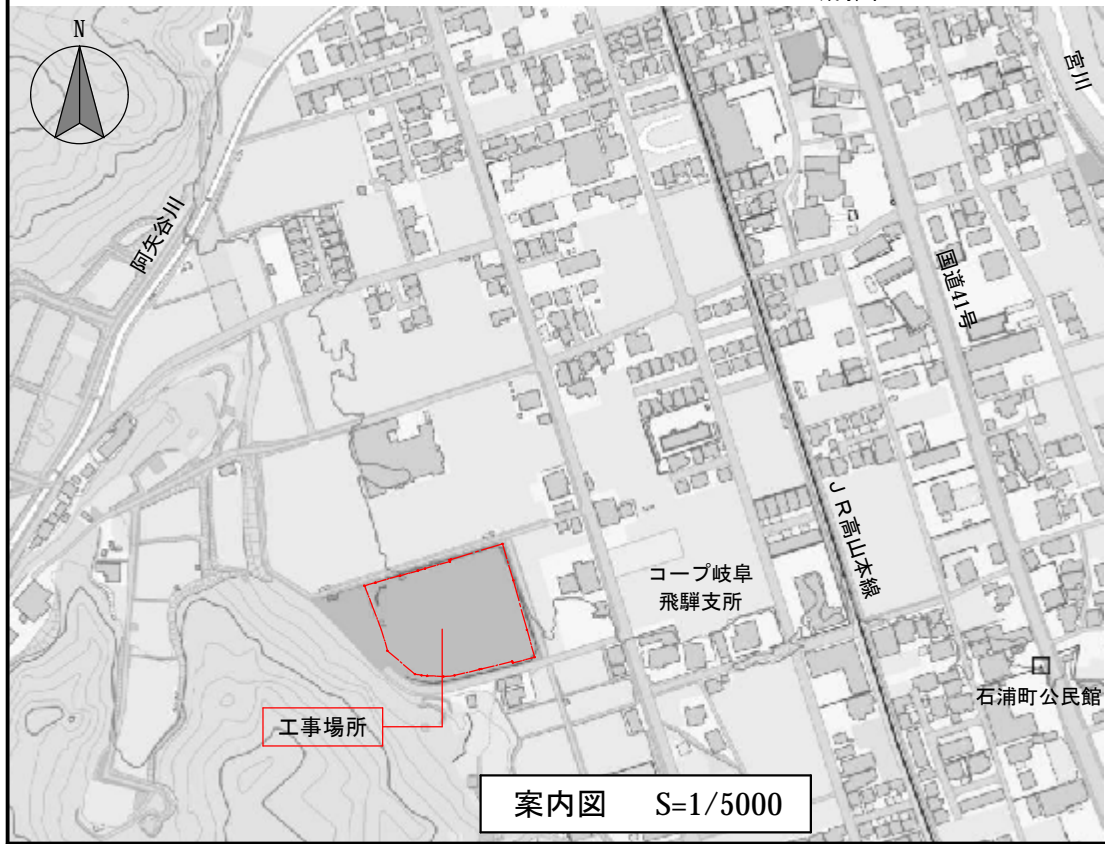 N
宮川
阿矢谷川
国道41号
JR高山本線
コープ岐阜
飛騨支所
石浦町公民館
工事場所
案内図 S=1/5000